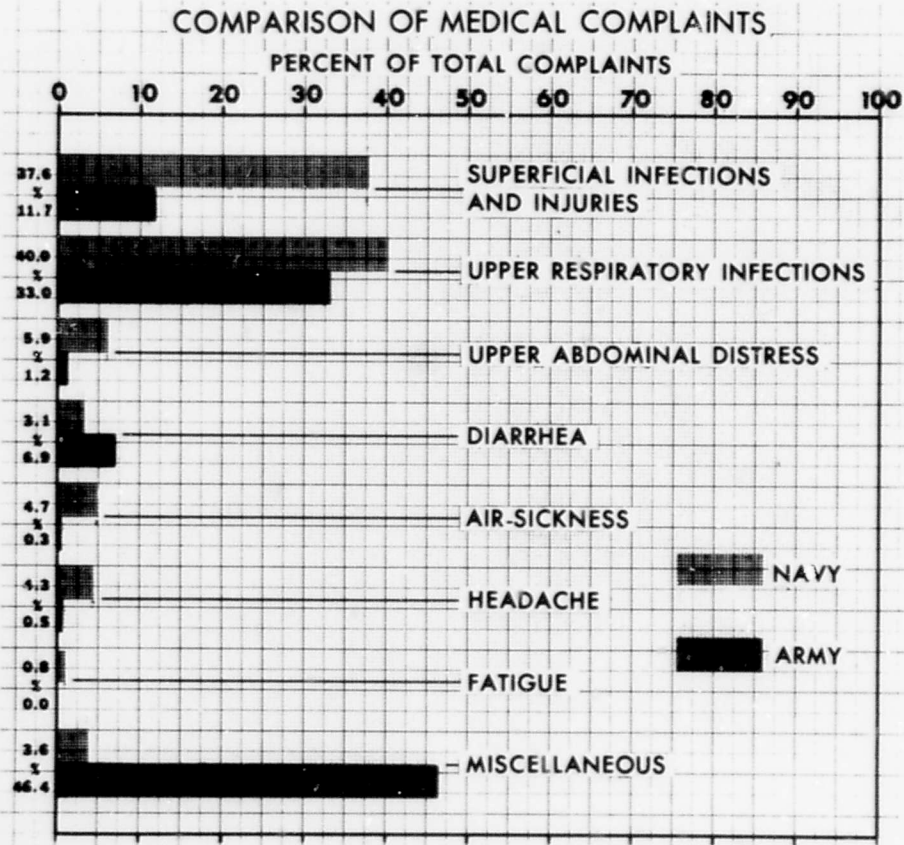 COMPARISON OF MEDICAL COMPLAINTS
PERCENT OF TOTAL COMPLAINTS
0 10 20 30 40 50 60 70 80 90 100
37.6
%
11.7
SUPERFICIAL INFECTIONS
AND INJURIES
40.0
%
33.0
UPPER RESPIRATORY INFECTIONS
5.9
%
1.2
UPPER ABDOMINAL DISTRESS
3.1
%
6.9
DIARRHEA
4.7
%
0.3
AIR-SICKNESS
4.3
%
0.5
HEADACHE
0.8
%
0.0
FATIGUE
3.6
%
46.4
MISCELLANEOUS
NAVY
ARMY